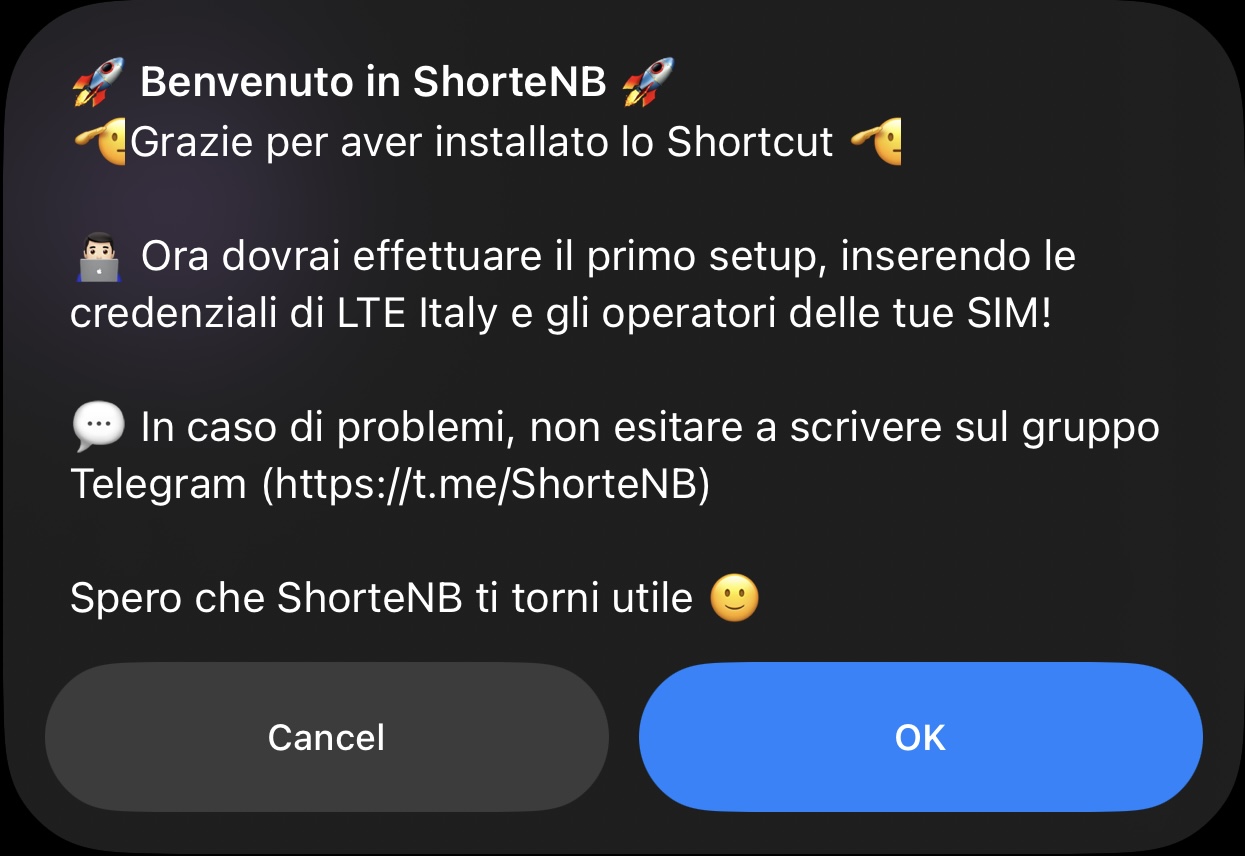 🚀 Benvenuto in ShorteNB 🚀
🫡Grazie per aver installato lo Shortcut 🫡
👨🏻‍💻 Ora dovrai effettuare il primo setup, inserendo le
credenziali di LTE Italy e gli operatori delle tue SIM!
💬 In caso di problemi, non esitare a scrivere sul gruppo
Telegram (https://t.me/ShorteNB)
Spero che ShorteNB ti torni utile 🙂
Cancel
OK